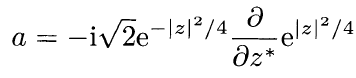 a = −i√2e^{−|z|²/4} ∂/∂z* e^{|z|²/4}